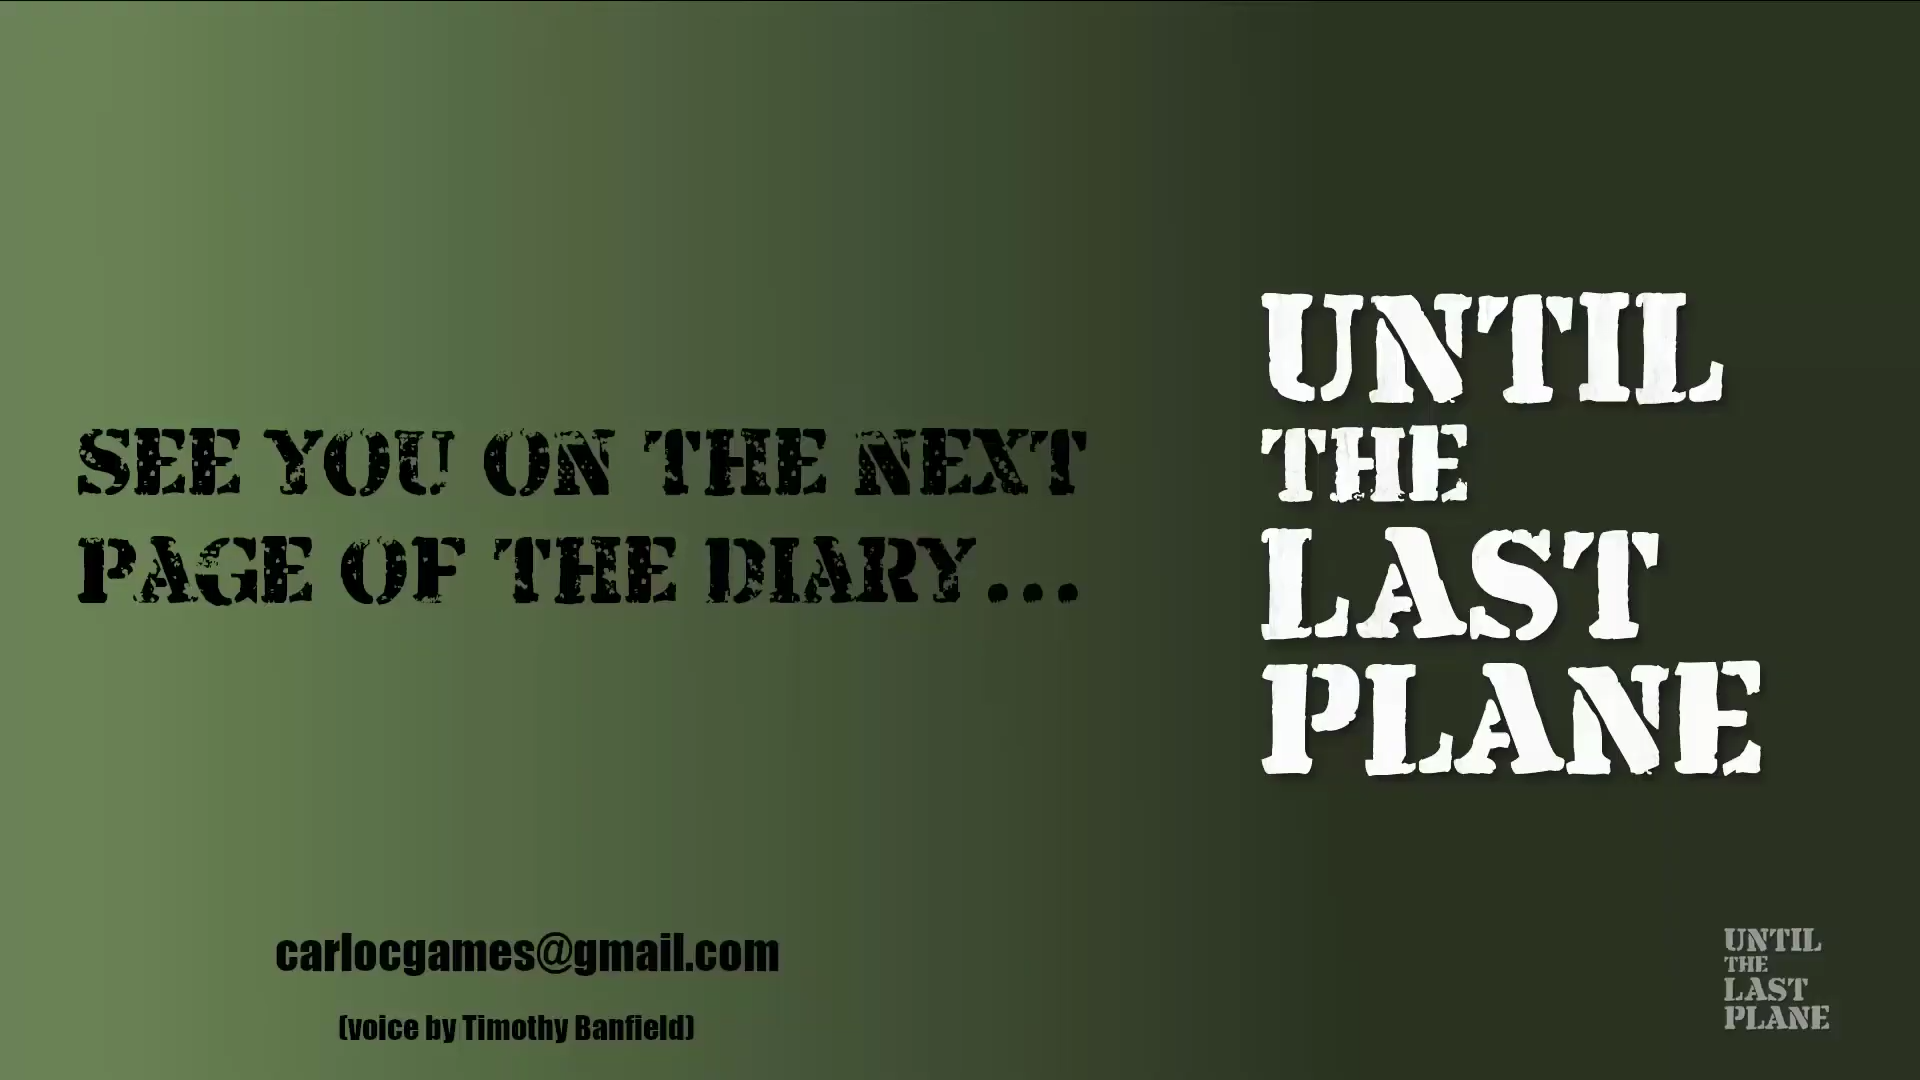 SEE YOU ON THE NEXT
PAGE OF THE DIARY...
UNTIL
THE
LAST
PLANE
carlocgames@gmail.com
(voice by Timothy Banfield)
UNTIL
THE
LAST
PLANE